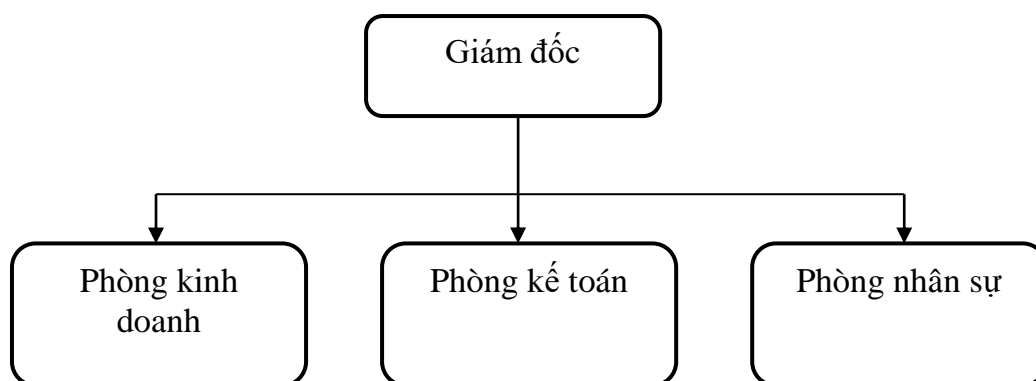 Giám đốc
Phòng kinh
doanh
Phòng kế toán
Phòng nhân sự